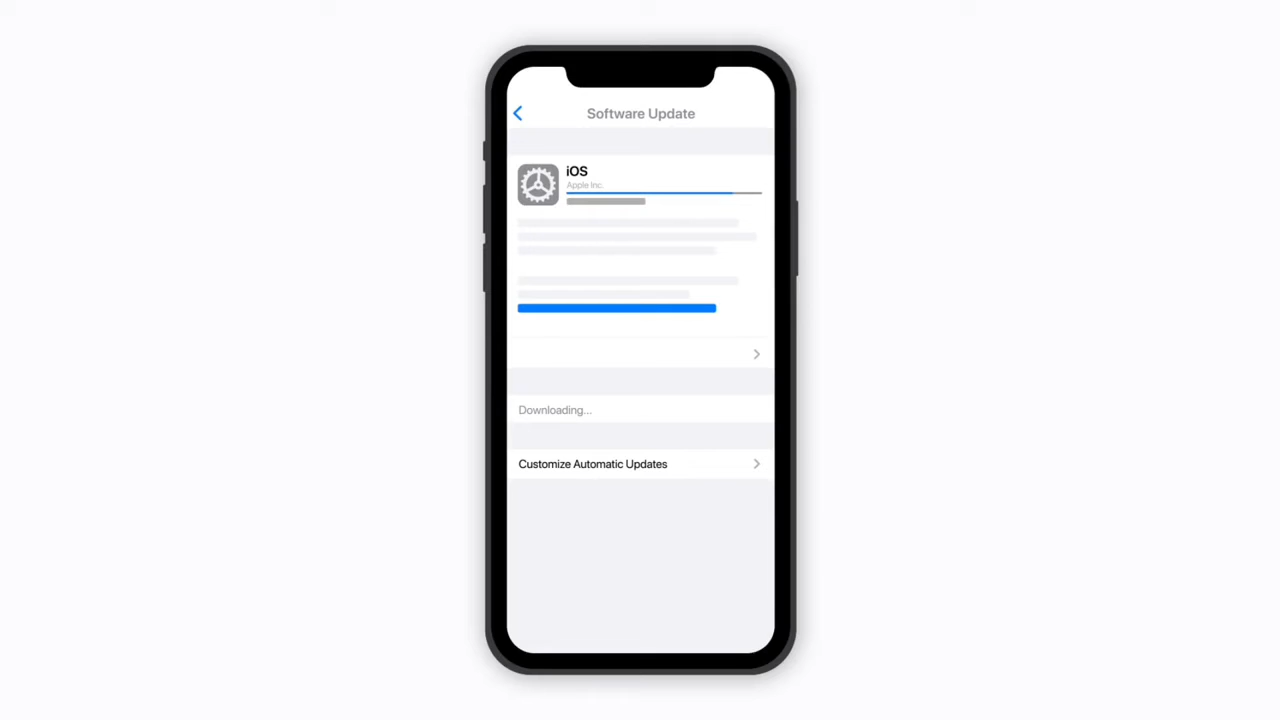 Software Update
iOS
Apple Inc.
Downloading...
Customize Automatic Updates